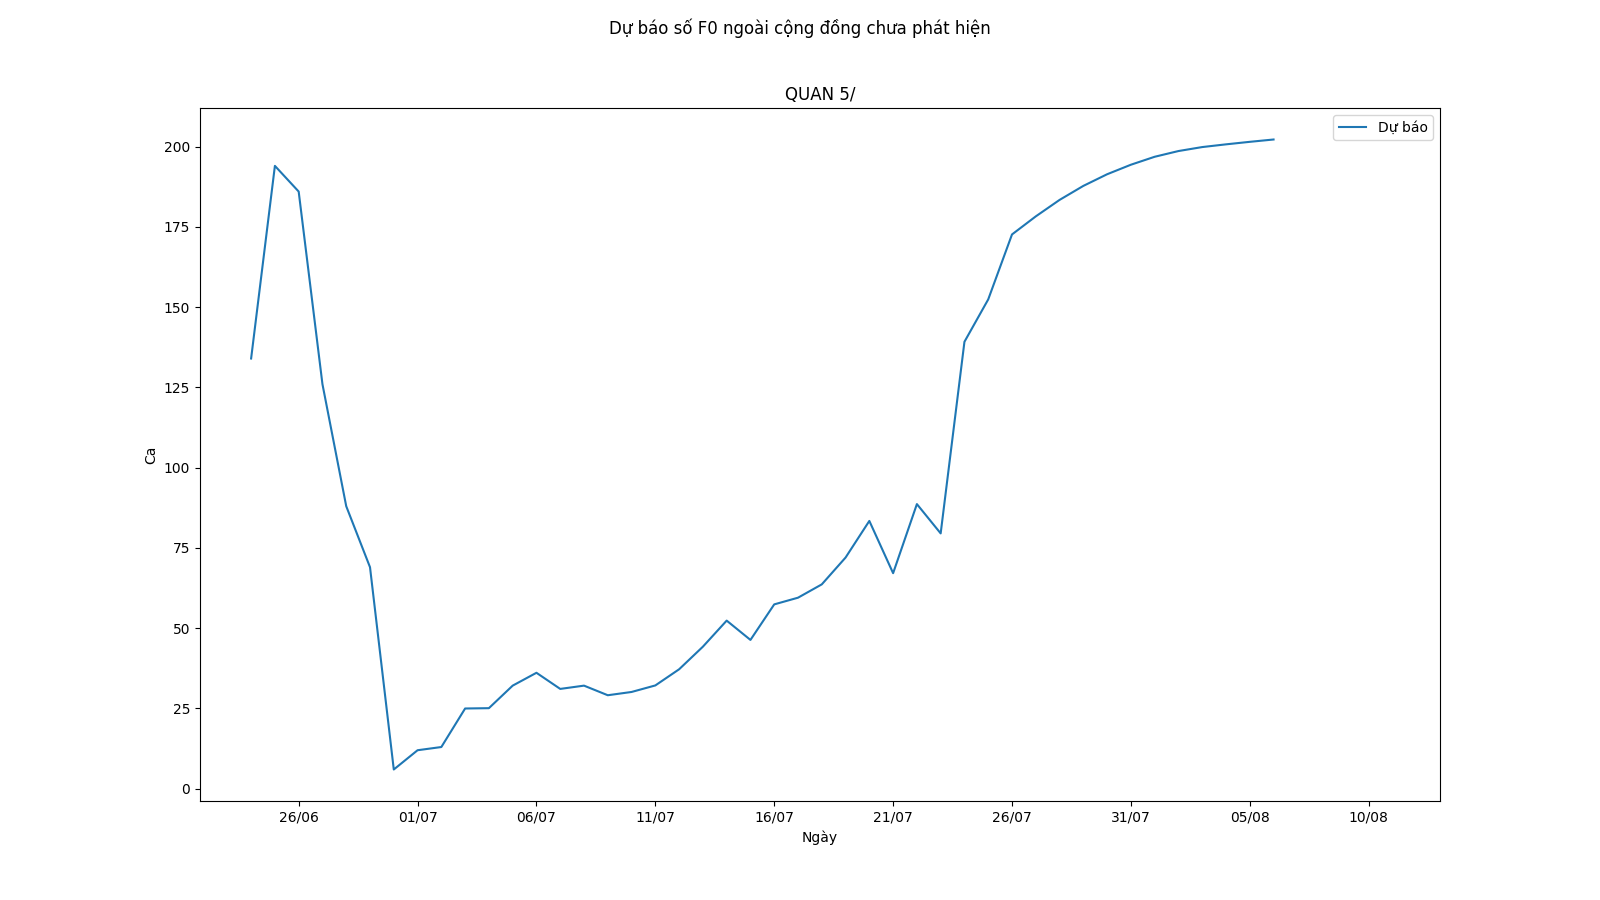 Dự báo số F0 ngoài cộng đồng chưa phát hiện
QUAN 5/
Dự báo
200
175
150
125
100
75
50
25
0
Ca
26/06 01/07 06/07 11/07 16/07 21/07 26/07 31/07 05/08 10/08
Ngày